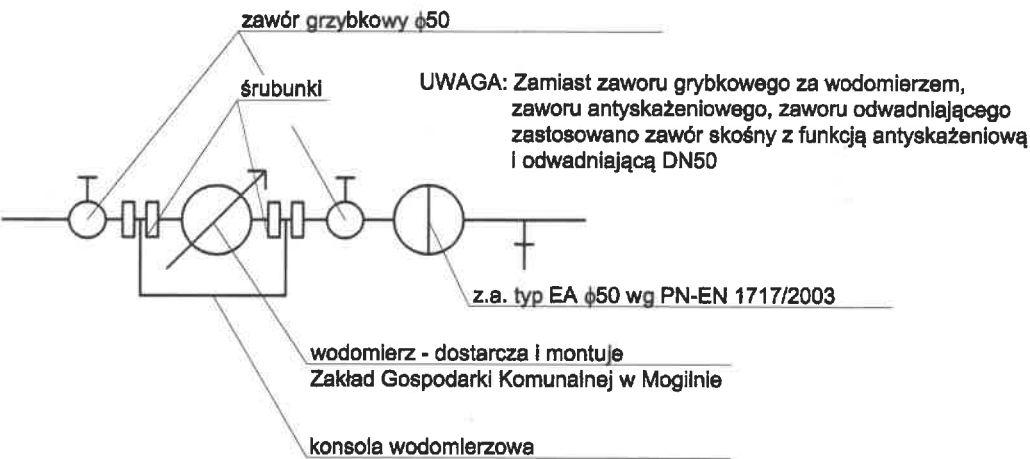 zawór grzybkowy ϕ50
śrubunki
UWAGA: Zamiast zaworu grybkowego za wodomierzem,
zaworu antyskażeniowego, zaworu odwadniającego
zastosowano zawór skośny z funkcją antyskażeniową
i odwadniającą DN50
z.a. typ EA ϕ50 wg PN-EN 1717/2003
wodomierz - dostarcza i montuje
Zakład Gospodarki Komunalnej w Mogilnie
konsola wodomierzowa